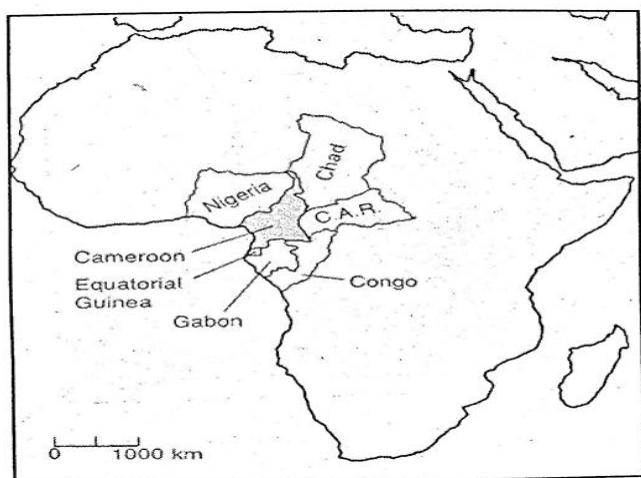 Chad
Nigeria
C.A.R.
Cameroon
Equatorial
Guinea
Congo
Gabon
0 1000 km